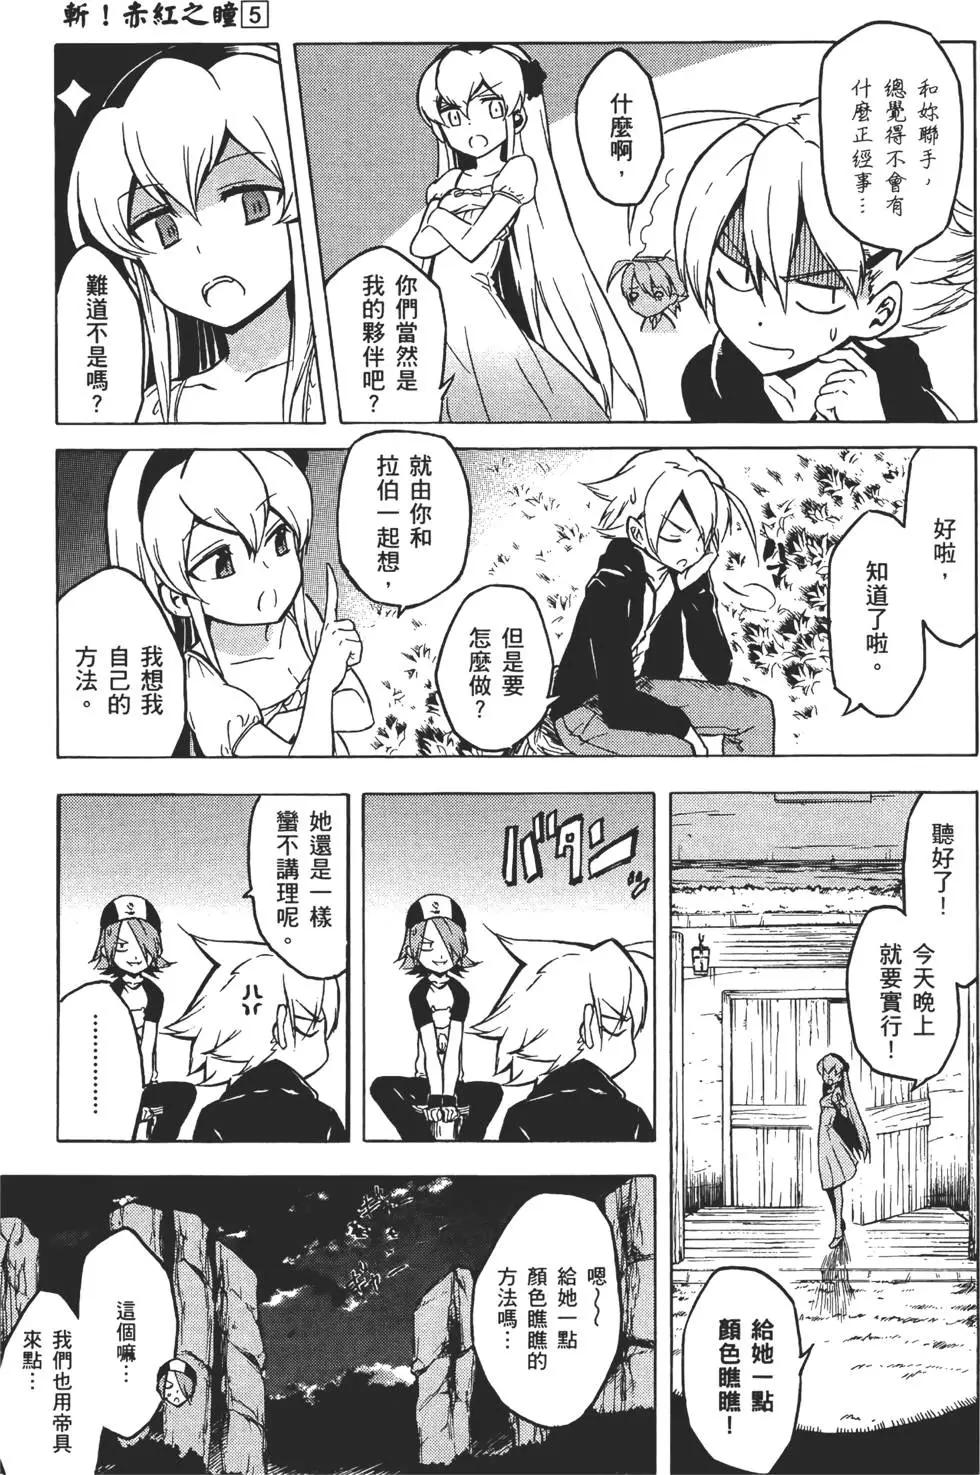 斬！赤紅之瞳5
和妳聯手，
總覺得不會有
什麼正經事…
什麼啊，
你們當然是
我的夥伴吧？
難道不是嗎？
好啦，
知道了啦。
但是要
怎麼做？
就由你和
拉伯一起想，
我想我
自己的
方法。
聽好了！
今天晚上
就要實行！
給她一點
顏色瞧瞧！
バタン
她還是一樣
蠻不講理呢。
………
嗯～～
給她一點
顏色瞧瞧的
方法嗎…
這個嘛…
我們也用帝具
來點…